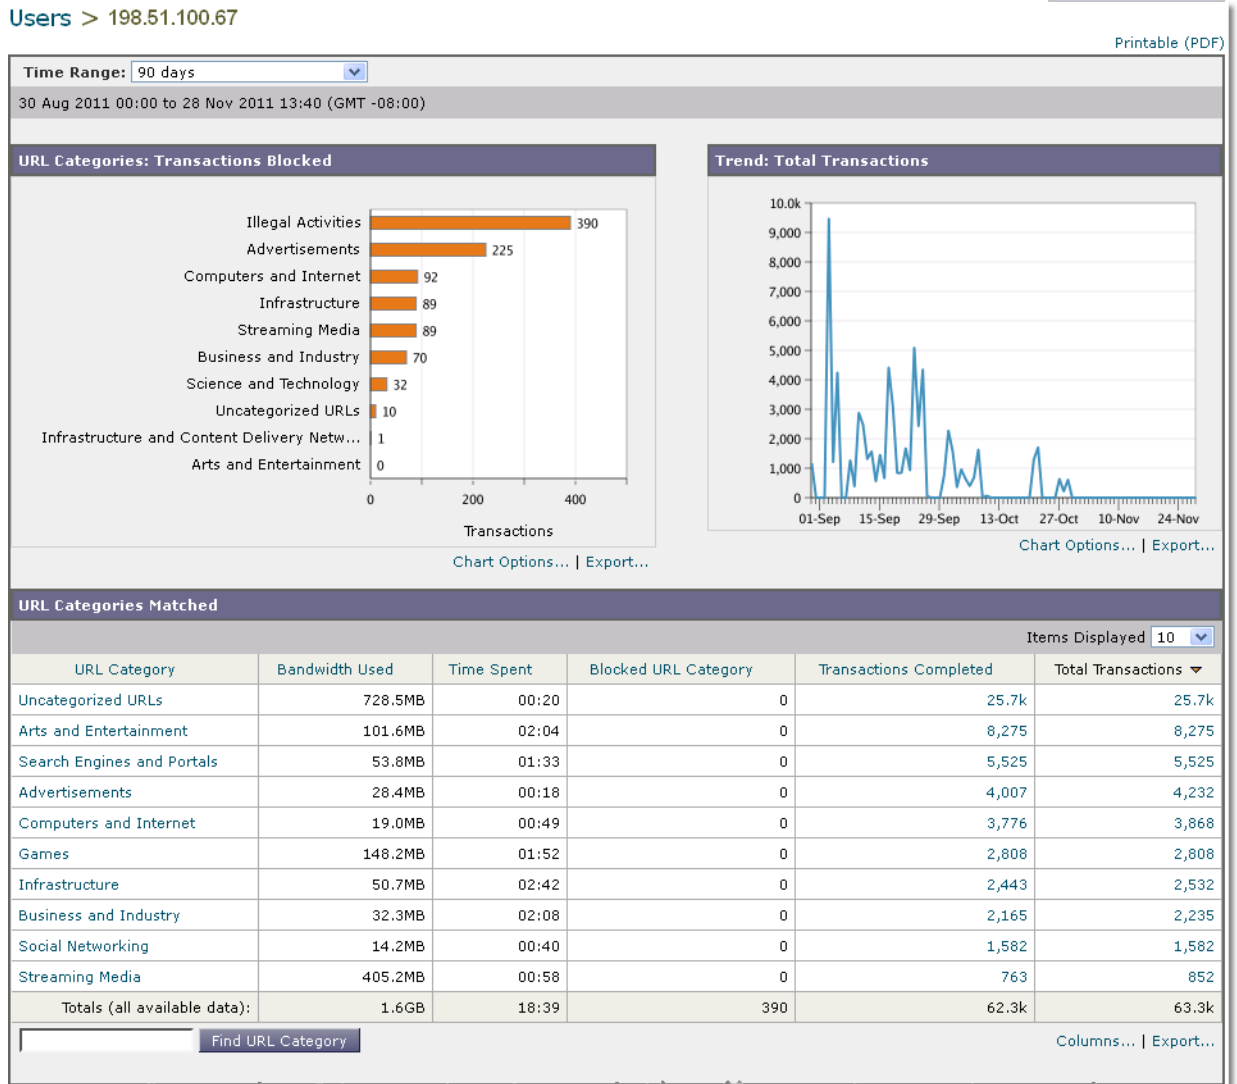 Users > 198.51.100.67
Printable (PDF)
Time Range: 90 days
30 Aug 2011 00:00 to 28 Nov 2011 13:40 (GMT -08:00)
URL Categories: Transactions Blocked
Illegal Activities 390
Advertisements 225
Computers and Internet 92
Infrastructure 89
Streaming Media 89
Business and Industry 70
Science and Technology 32
Uncategorized URLs 10
Infrastructure and Content Delivery Netw... 1
Arts and Entertainment 0
0 200 400
Transactions
Chart Options... | Export...
Trend: Total Transactions
10.0k
9,000
8,000
7,000
6,000
5,000
4,000
3,000
2,000
1,000
0
01-Sep 15-Sep 29-Sep 13-Oct 27-Oct 10-Nov 24-Nov
Chart Options... | Export...
URL Categories Matched
Items Displayed 10
URL Category Bandwidth Used Time Spent Blocked URL Category Transactions Completed Total Transactions
Uncategorized URLs 728.5MB 00:20 0 25.7k 25.7k
Arts and Entertainment 101.6MB 02:04 0 8,275 8,275
Search Engines and Portals 53.8MB 01:33 0 5,525 5,525
Advertisements 28.4MB 00:18 0 4,007 4,232
Computers and Internet 19.0MB 00:49 0 3,776 3,868
Games 148.2MB 01:52 0 2,808 2,808
Infrastructure 50.7MB 02:42 0 2,443 2,532
Business and Industry 32.3MB 02:08 0 2,165 2,235
Social Networking 14.2MB 00:40 0 1,582 1,582
Streaming Media 405.2MB 00:58 0 763 852
Totals (all available data): 1.6GB 18:39 390 62.3k 63.3k
Find URL Category
Columns... | Export...